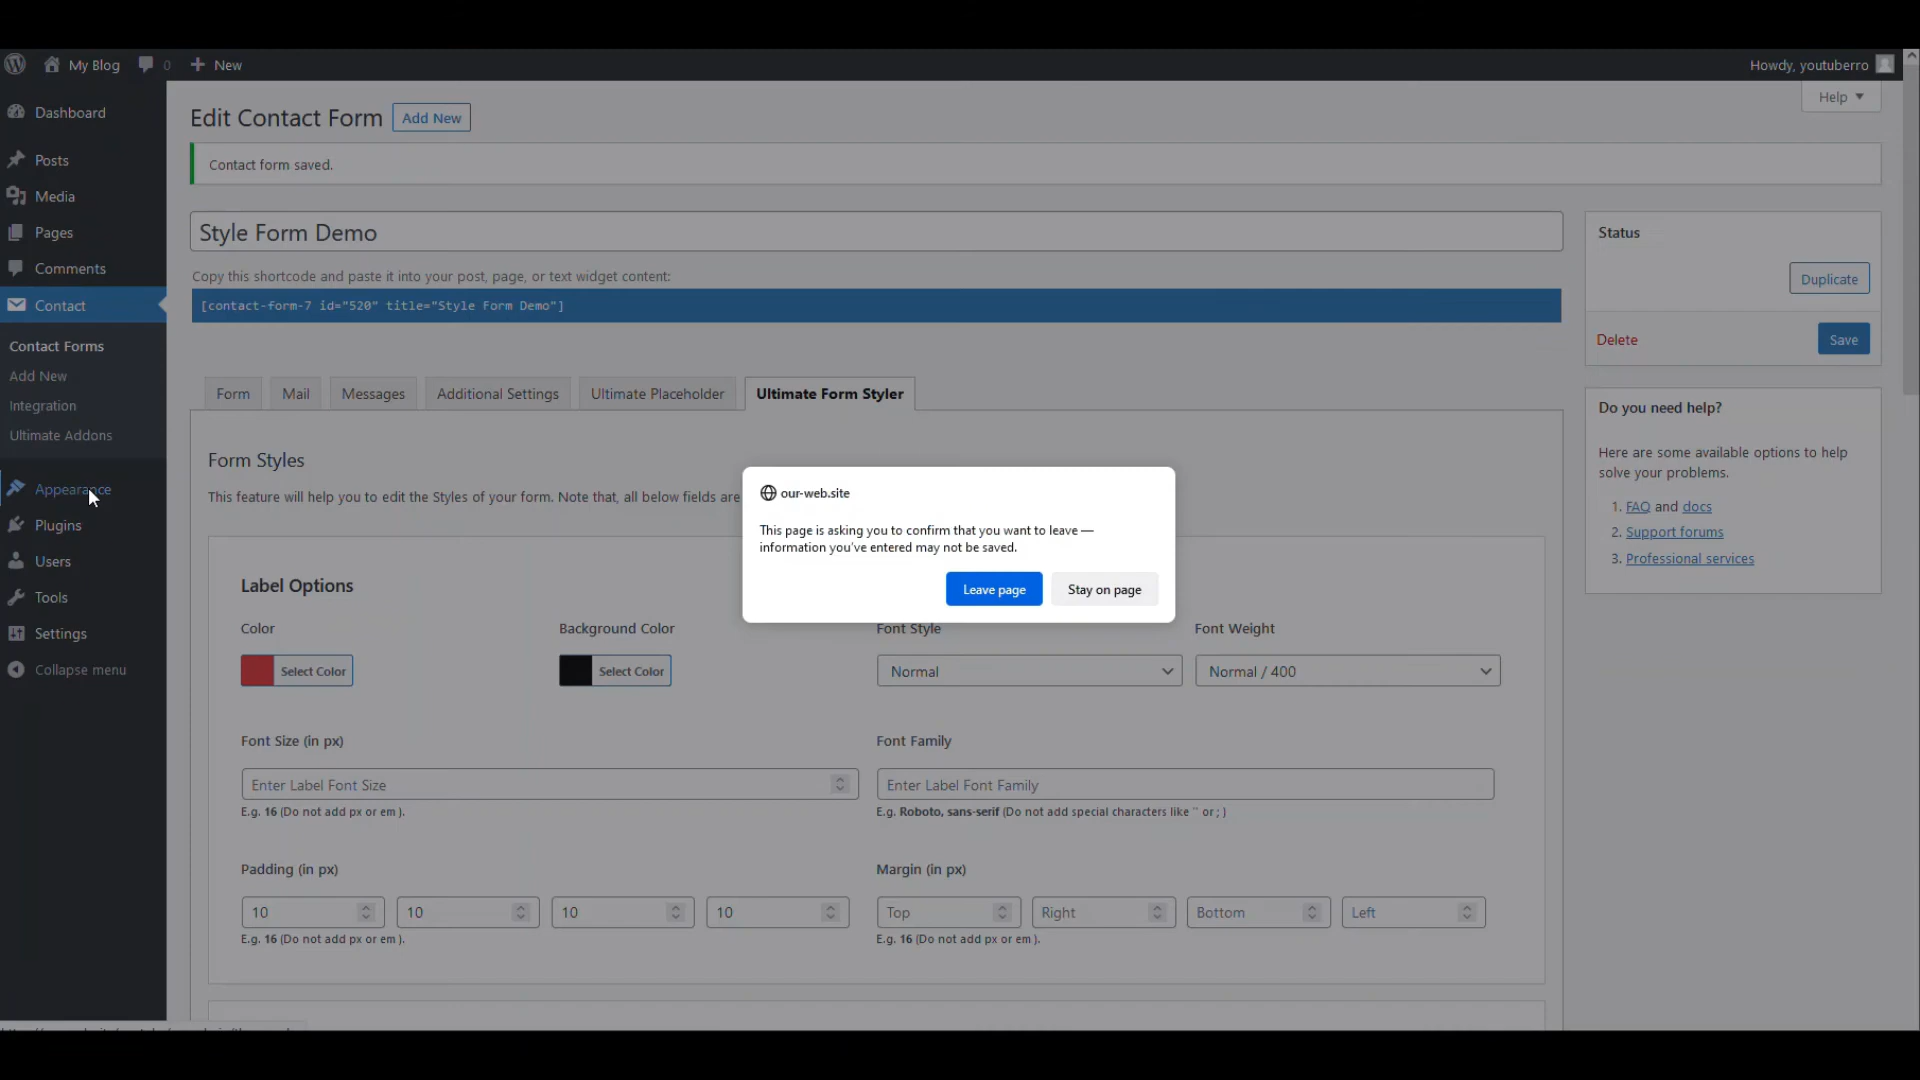 My Blog
0
New
Howdy, youtuberro
Dashboard
Posts
Media
Pages
Comments
Contact
Contact Forms
Add New
Integration
Ultimate Addons
Appearance
Plugins
Users
Tools
Settings
Collapse menu
Help
Edit Contact Form
Add New
Contact form saved.
Style Form Demo
Copy this shortcode and paste it into your post, page, or text widget content:
[contact-form-7 id="520" title="Style Form Demo"]
Form
Mail
Messages
Additional Settings
Ultimate Placeholder
Ultimate Form Styler
Form Styles
This feature will help you to edit the Styles of your form. Note that, all below fields are
Label Options
Color
Background Color
Font Style
Font Weight
Select Color
Select Color
Normal
Normal / 400
Font Size (in px)
Font Family
Enter Label Font Size
Enter Label Font Family
E.g. 16 (Do not add px or em ).
E.g. Roboto, sans-serif (Do not add special characters like '' or ; )
Padding (in px)
Margin (in px)
10
10
10
10
Top
Right
Bottom
Left
E.g. 16 (Do not add px or em ).
E.g. 16 (Do not add px or em ).
Status
Duplicate
Delete
Save
Do you need help?
Here are some available options to help
solve your problems.
1. FAQ and docs
2. Support forums
3. Professional services
our-web.site
This page is asking you to confirm that you want to leave —
information you've entered may not be saved.
Leave page
Stay on page